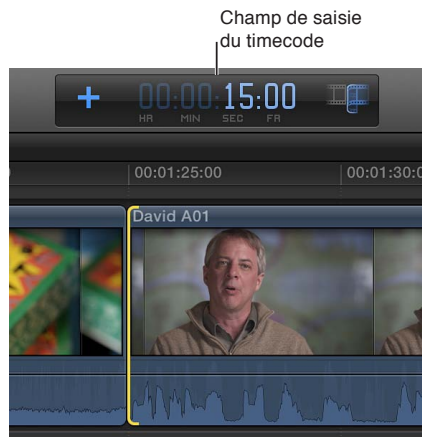 Champ de saisie
du timecode
+ 00:00:15:00
HR MIN SEC FR
00:01:25:00 00:01:30:0
David A01